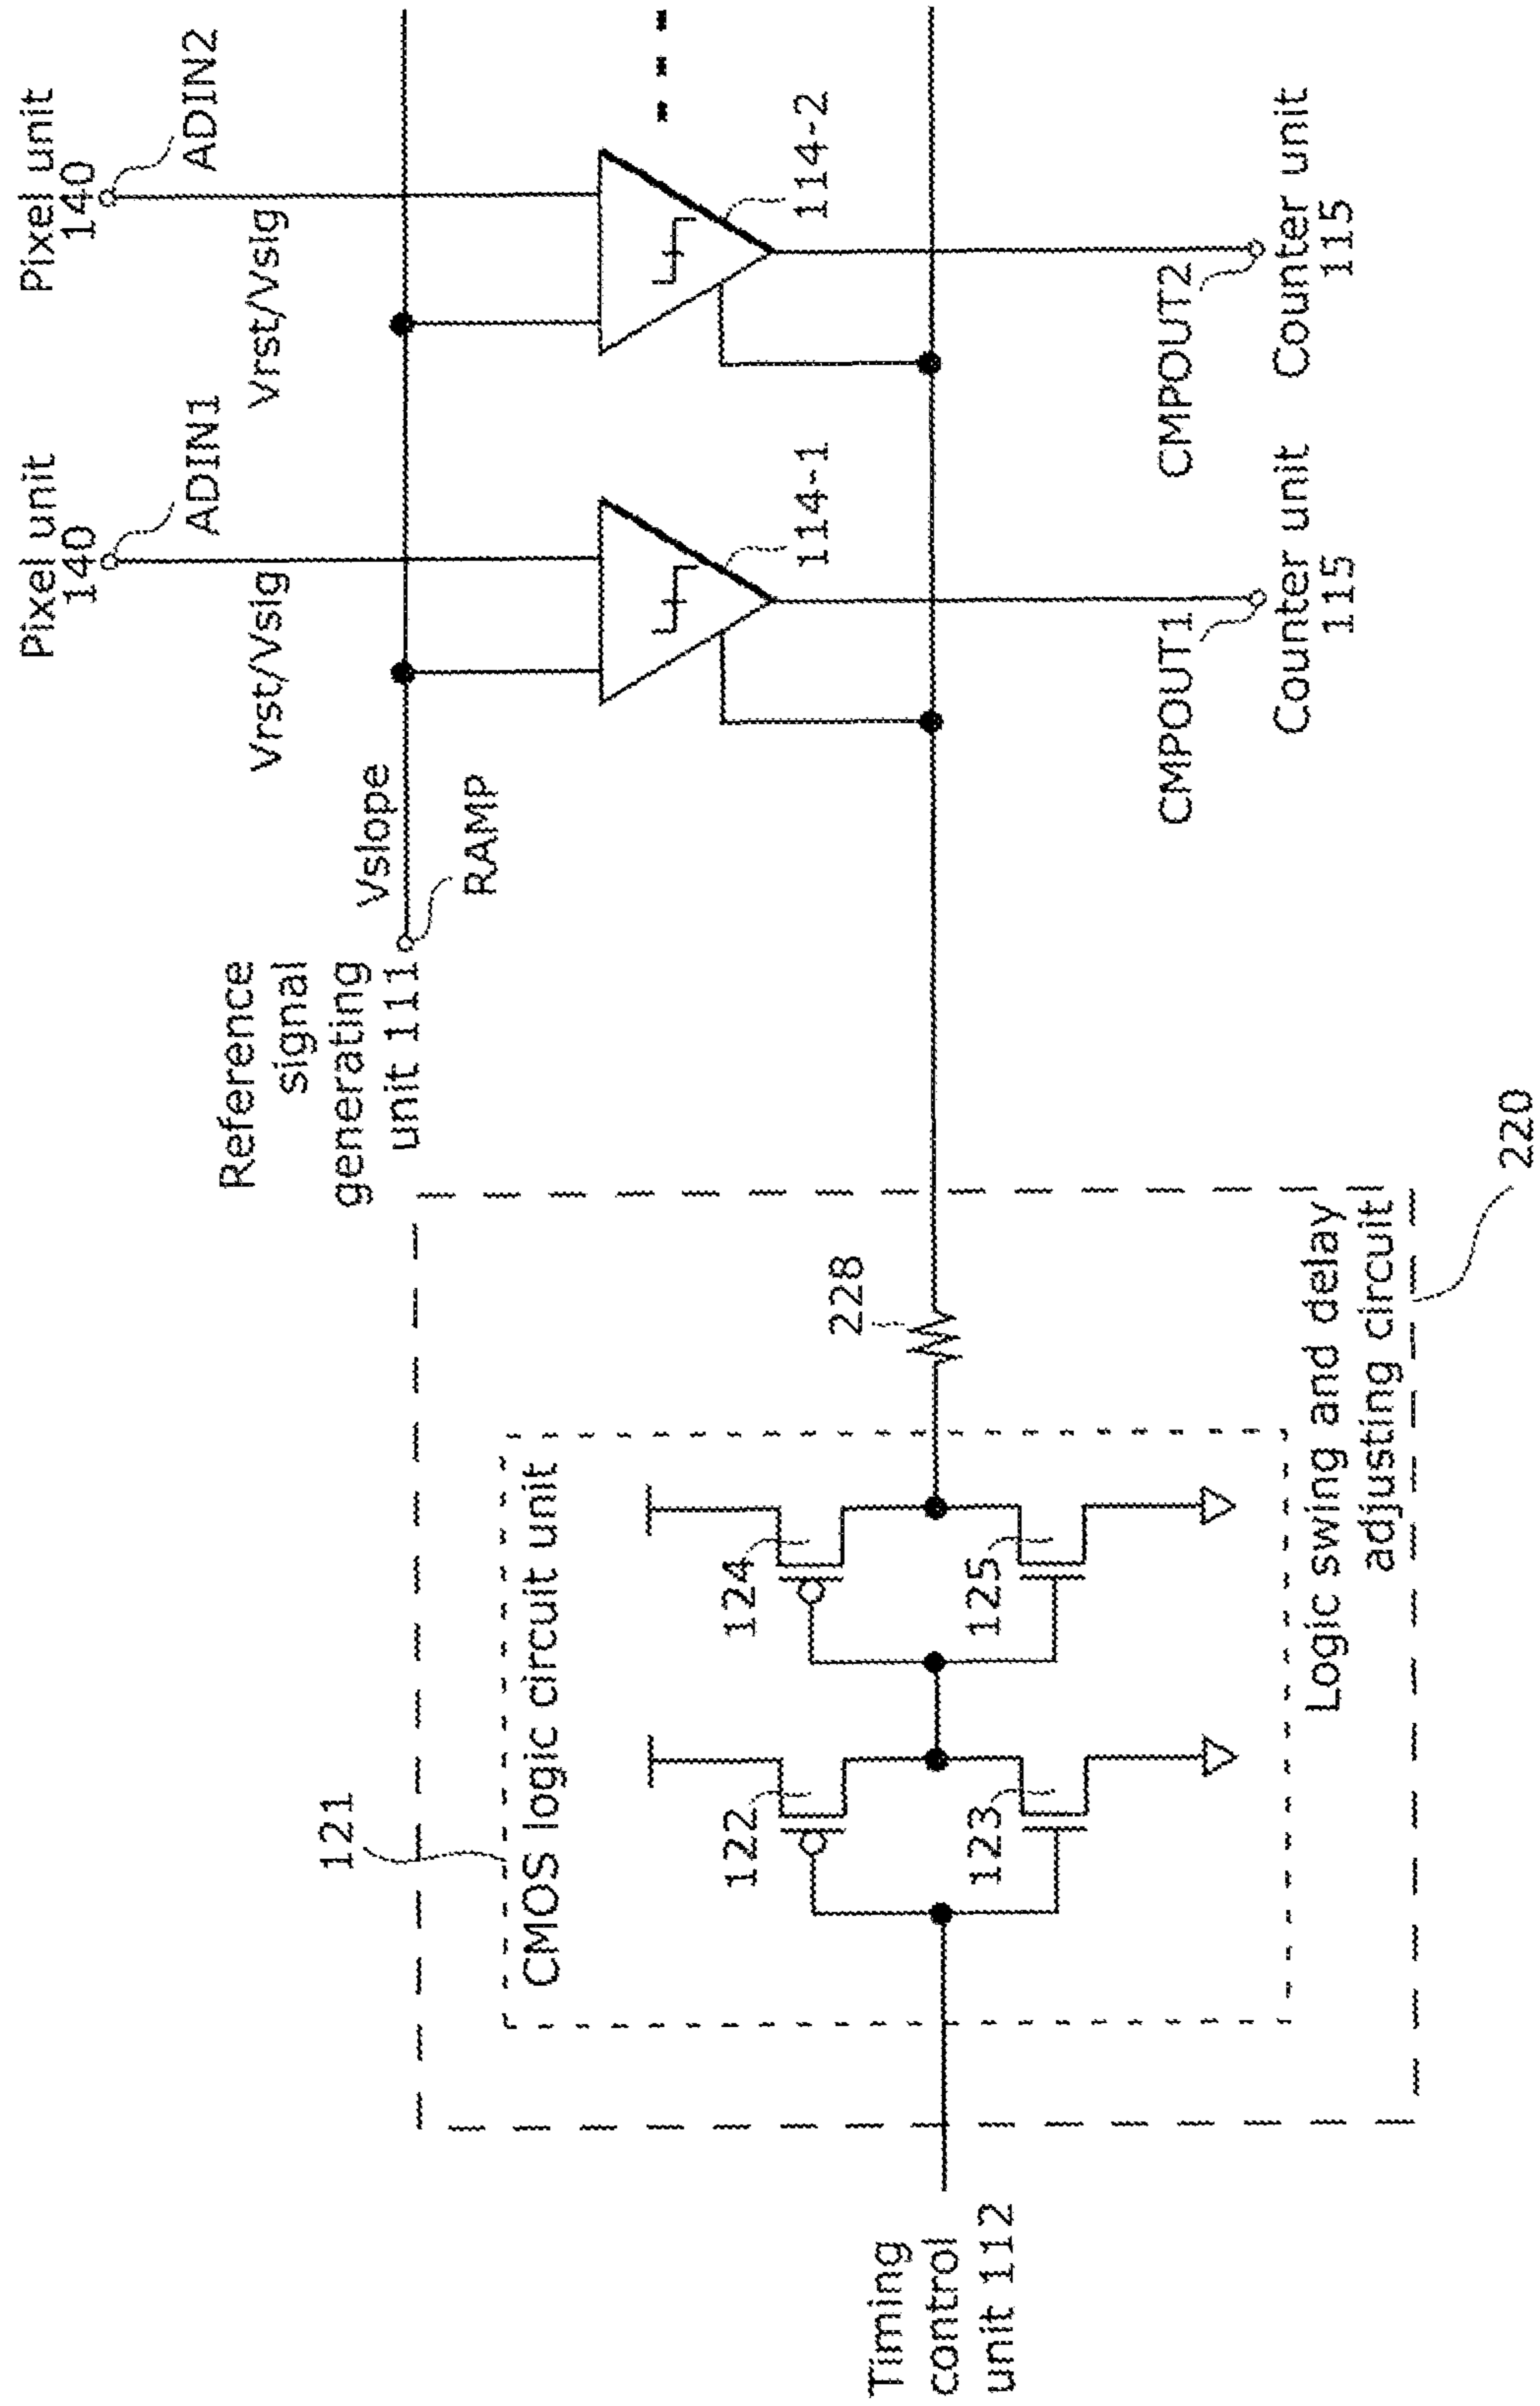 Pixel unit
140
Pixel unit
140
ADIN1
ADIN2
Vrst/Vsig
Vrst/Vsig
Reference
signal
generating
unit 111
Vslope
RAMP
114-1
114-2
121
CMOS logic circuit unit
122
124
228
123
125
Timing
control
unit 112
CMPOUT1
CMPOUT2
Counter unit
115
Counter unit
115
Logic swing and delay
adjusting circuit
220